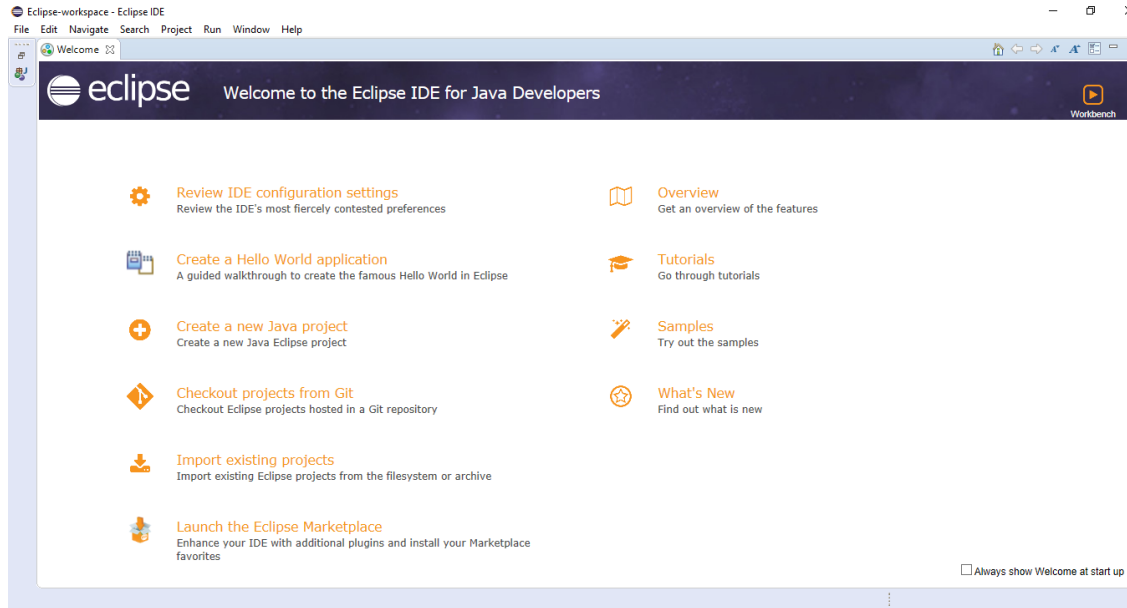 Eclipse-workspace - Eclipse IDE
File Edit Navigate Search Project Run Window Help
Welcome
eclipse Welcome to the Eclipse IDE for Java Developers
Workbench
Review IDE configuration settings
Review the IDE's most fiercely contested preferences
Create a Hello World application
A guided walkthrough to create the famous Hello World in Eclipse
Create a new Java project
Create a new Java Eclipse project
Checkout projects from Git
Checkout Eclipse projects hosted in a Git repository
Import existing projects
Import existing Eclipse projects from the filesystem or archive
Launch the Eclipse Marketplace
Enhance your IDE with additional plugins and install your Marketplace
favorites
Overview
Get an overview of the features
Tutorials
Go through tutorials
Samples
Try out the samples
What's New
Find out what is new
Always show Welcome at start up